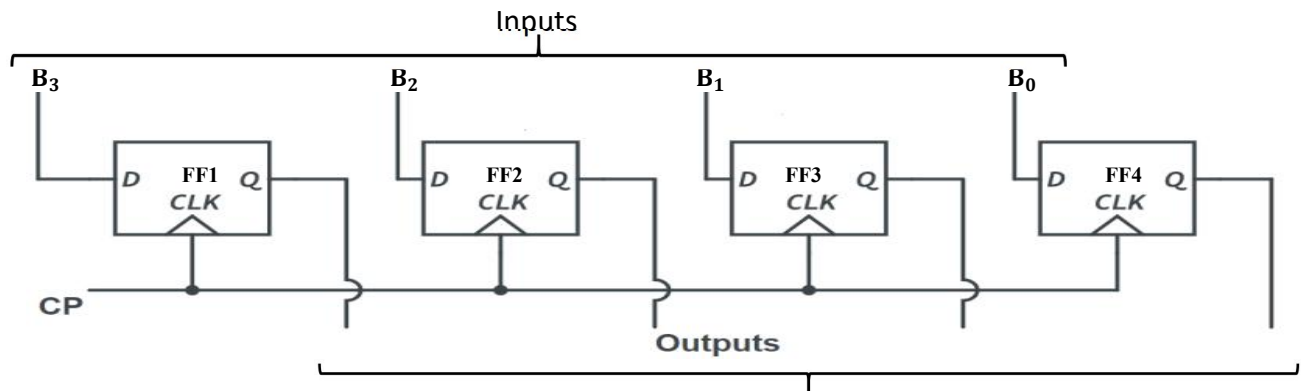 Inputs
B₃ B₂ B₁ B₀
D FF1 Q D FF2 Q D FF3 Q D FF4 Q
CLK CLK CLK CLK
CP
Outputs